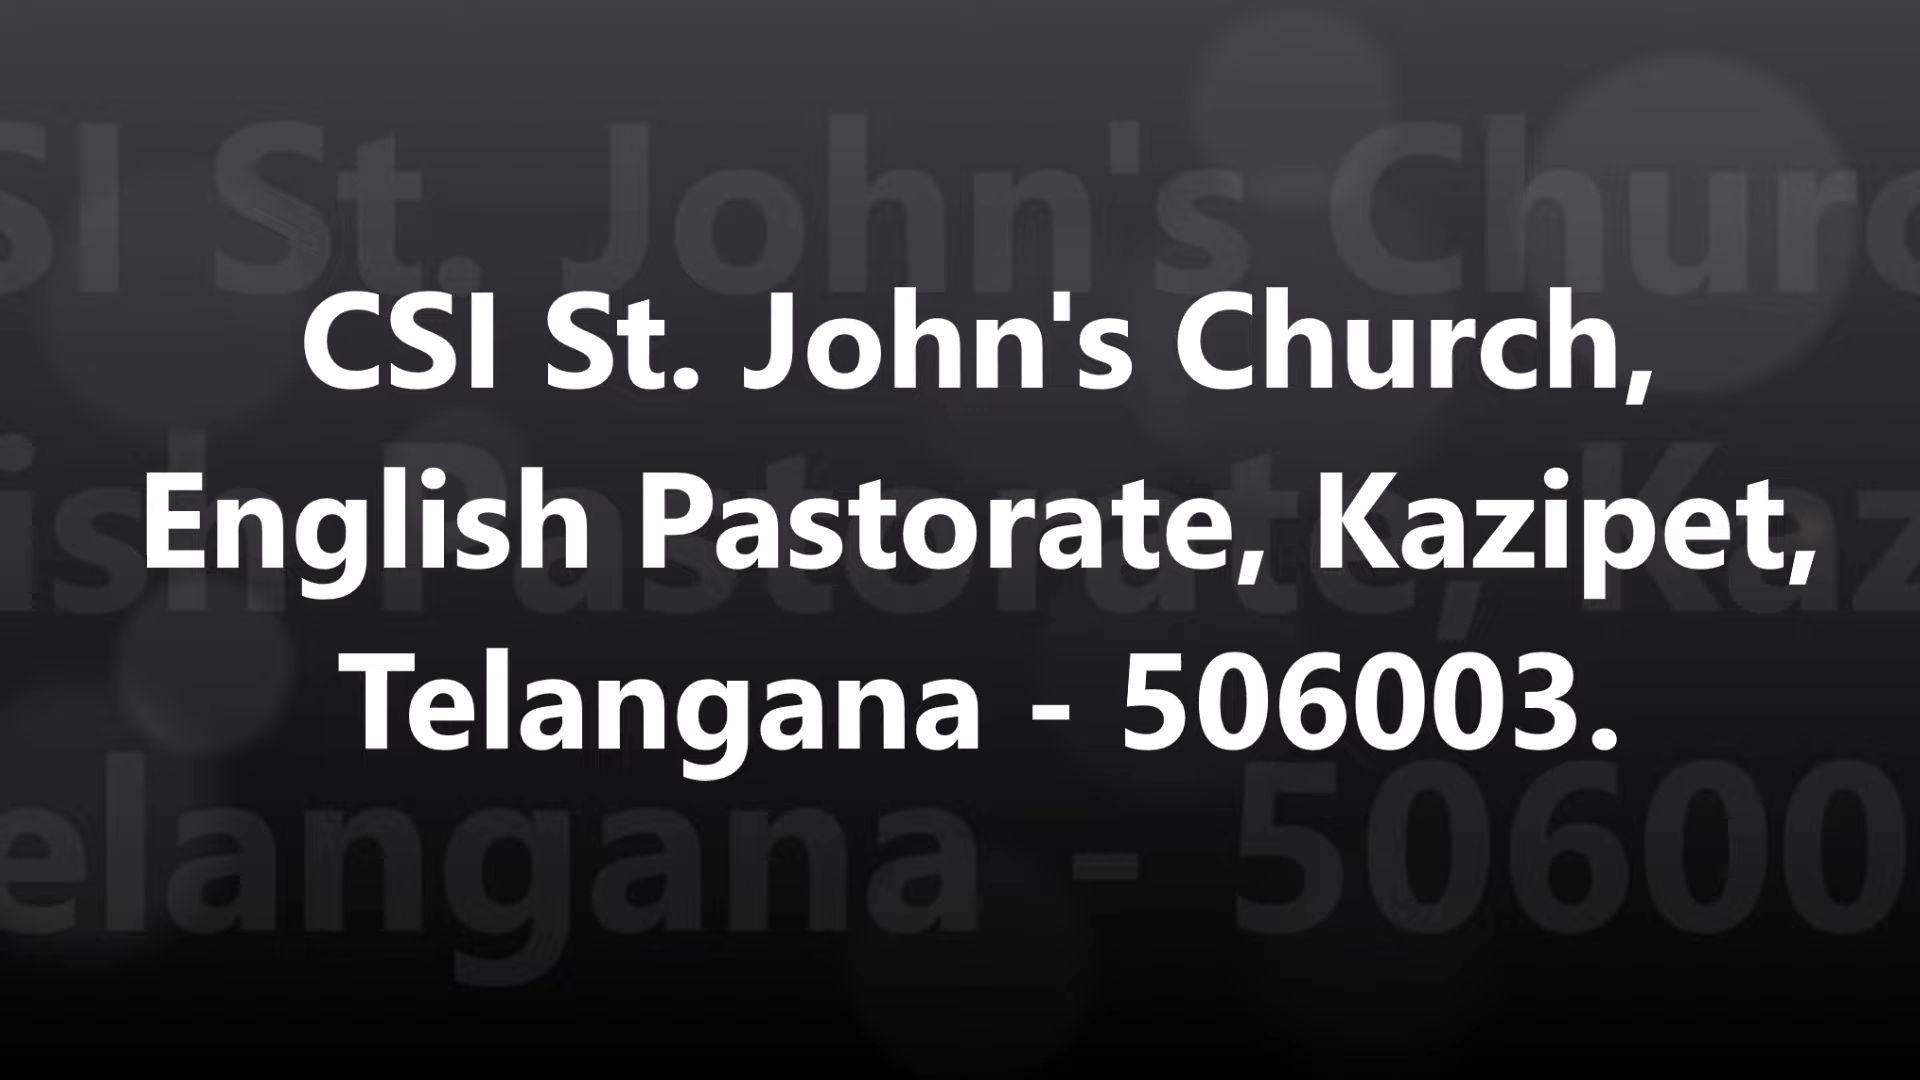 CSI St. John's Church,
English Pastorate, Kazipet,
Telangana - 506003.